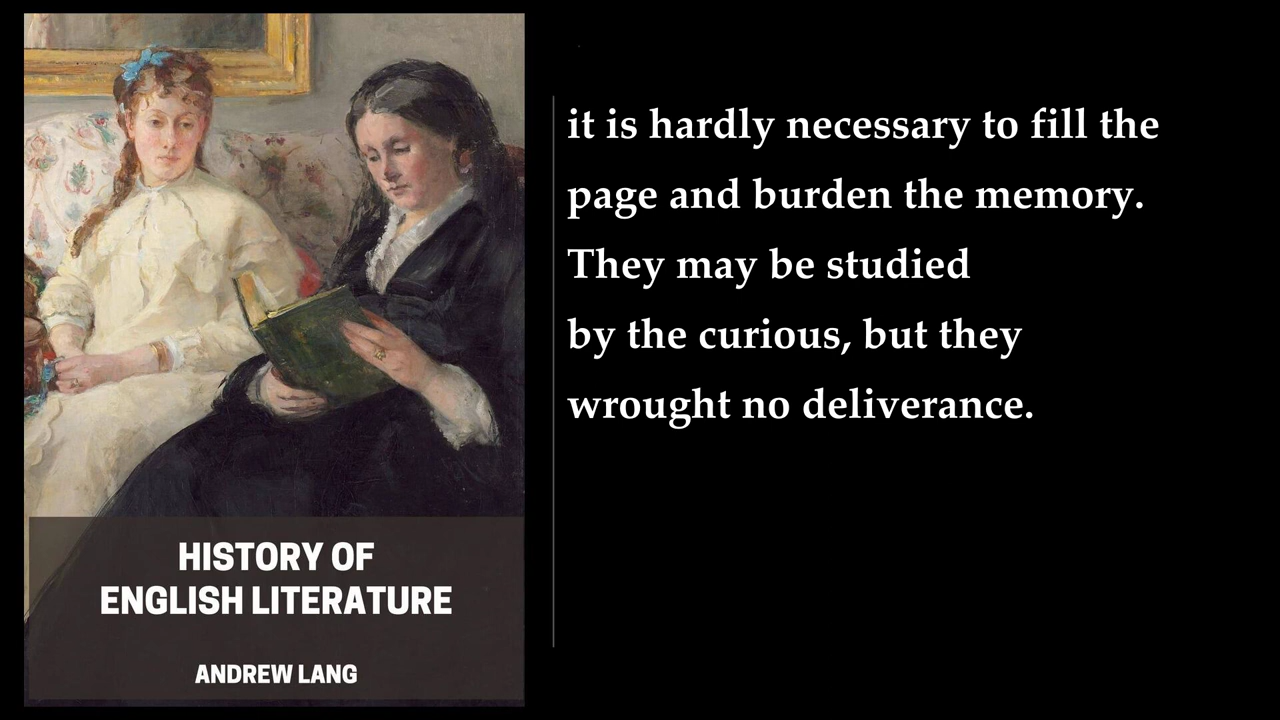 it is hardly necessary to fill the
page and burden the memory.
They may be studied
by the curious, but they
wrought no deliverance.
HISTORY OF
ENGLISH LITERATURE
ANDREW LANG